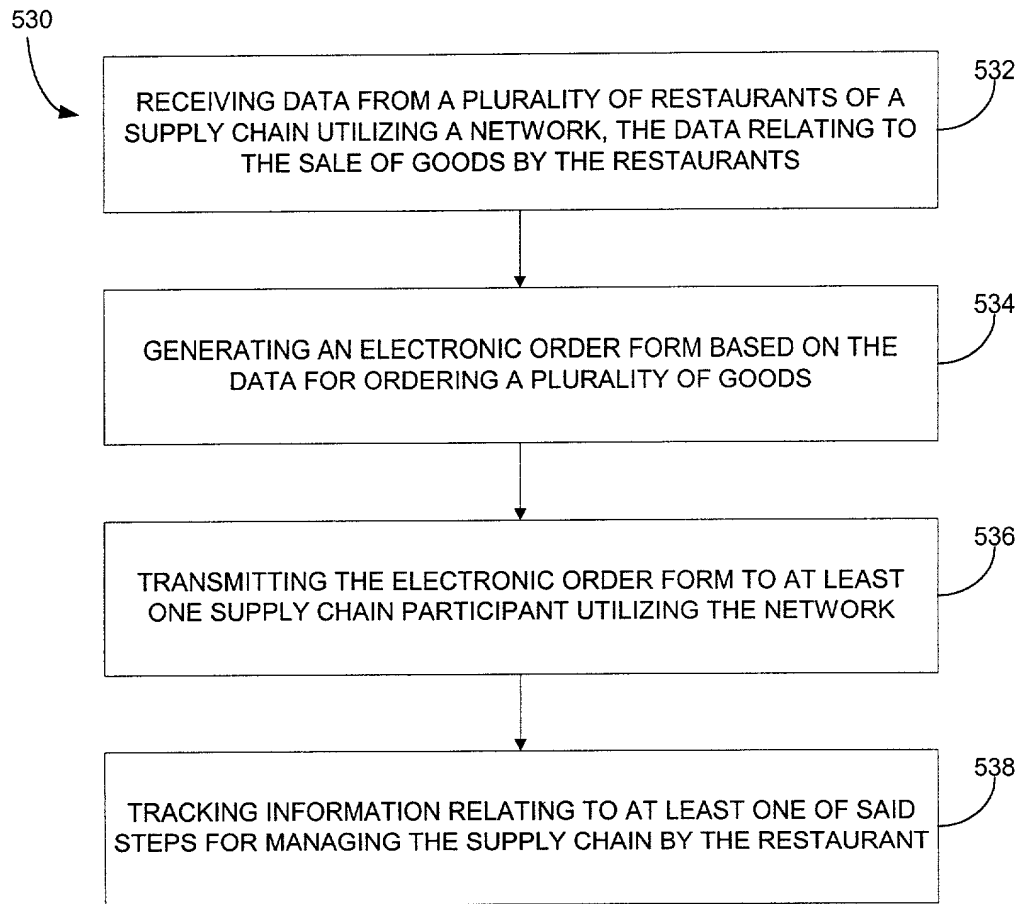 530
532
RECEIVING DATA FROM A PLURALITY OF RESTAURANTS OF A
SUPPLY CHAIN UTILIZING A NETWORK, THE DATA RELATING TO
THE SALE OF GOODS BY THE RESTAURANTS
534
GENERATING AN ELECTRONIC ORDER FORM BASED ON THE
DATA FOR ORDERING A PLURALITY OF GOODS
536
TRANSMITTING THE ELECTRONIC ORDER FORM TO AT LEAST
ONE SUPPLY CHAIN PARTICIPANT UTILIZING THE NETWORK
538
TRACKING INFORMATION RELATING TO AT LEAST ONE OF SAID
STEPS FOR MANAGING THE SUPPLY CHAIN BY THE RESTAURANT